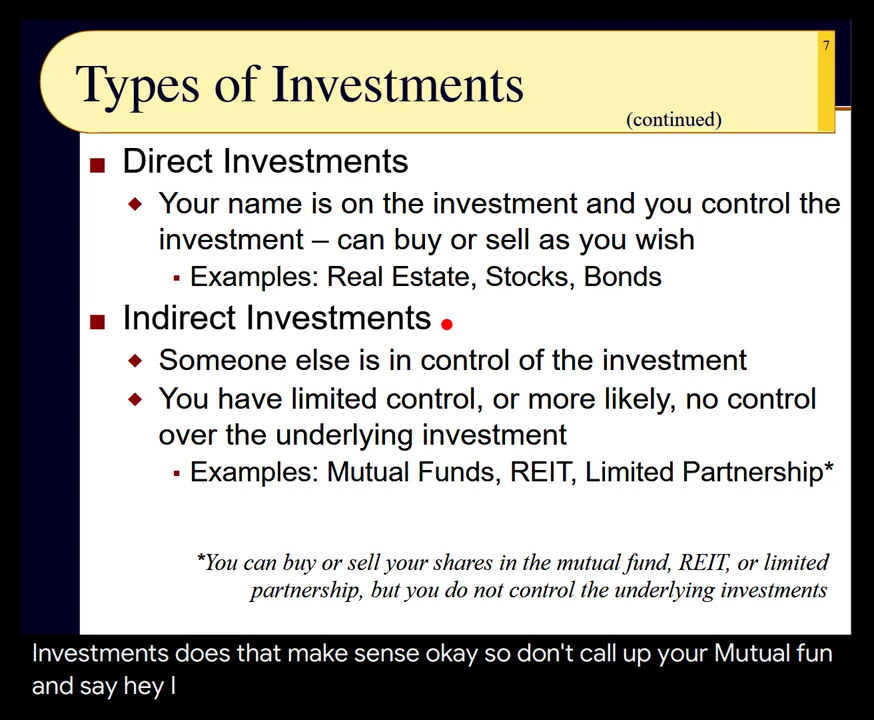 7
Types of Investments
(continued)
Direct Investments
Your name is on the investment and you control the
investment – can buy or sell as you wish
Examples: Real Estate, Stocks, Bonds
Indirect Investments
Someone else is in control of the investment
You have limited control, or more likely, no control
over the underlying investment
Examples: Mutual Funds, REIT, Limited Partnership*
*You can buy or sell your shares in the mutual fund, REIT, or limited
partnership, but you do not control the underlying investments
Investments does that make sense okay so don't call up your Mutual fun
and say hey I